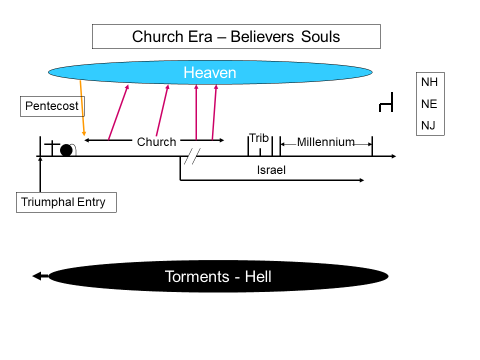 Church Era – Believers Souls
Heaven
NH
NE
NJ
Pentecost
Church
Trib
Millennium
Israel
Triumphal Entry
Torments - Hell